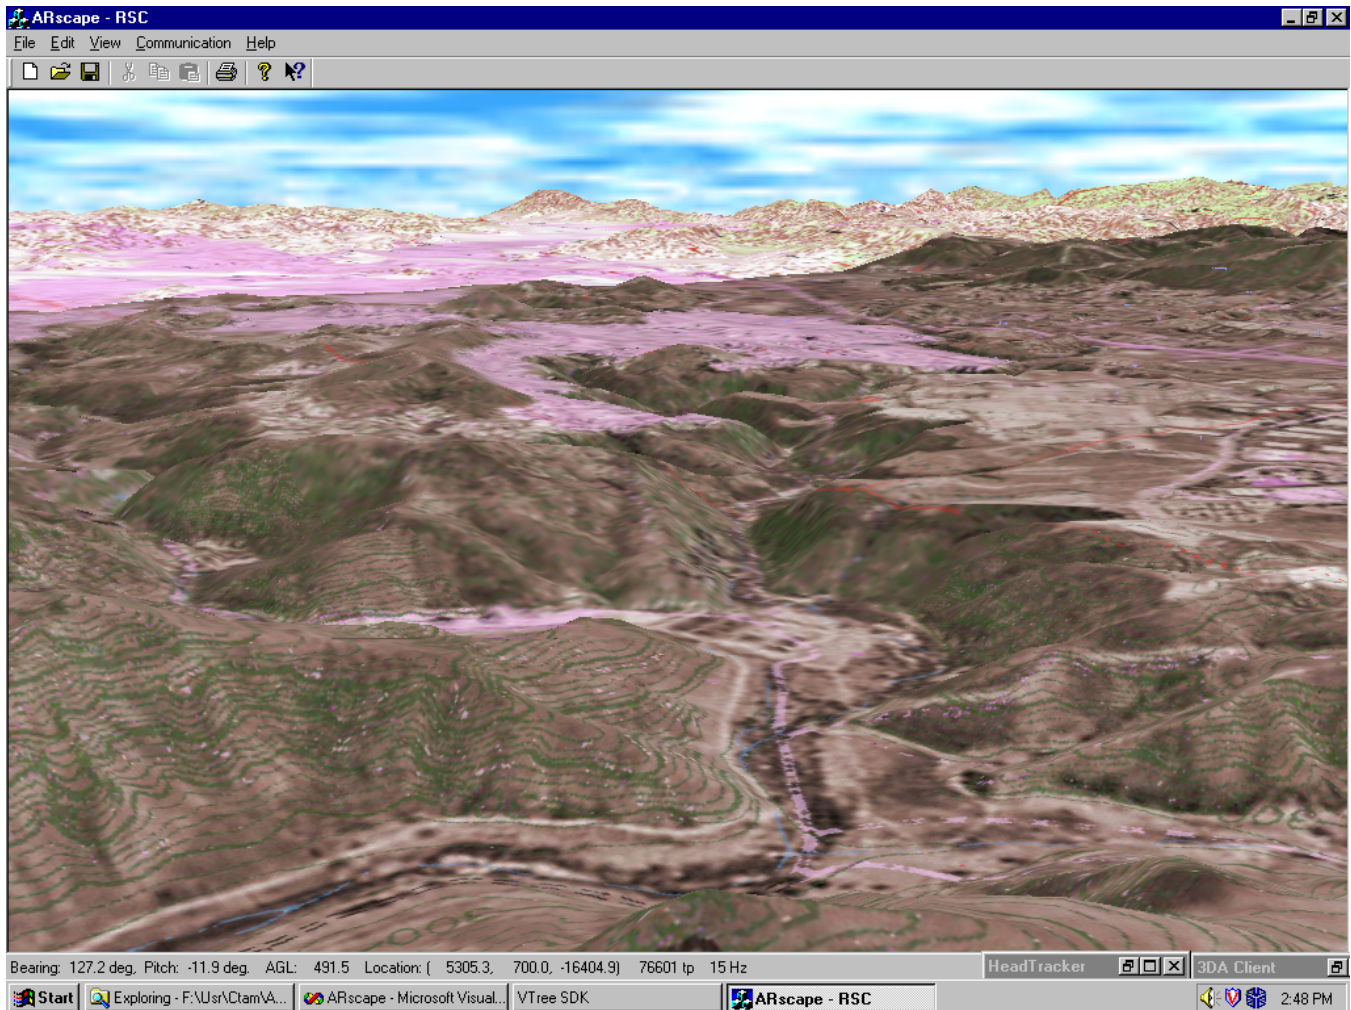 ARscape - RSC
File Edit View Communication Help
Bearing: 127.2 deg, Pitch: -11.9 deg. AGL: 491.5 Location: ( 5305.3, 700.0, -16404.9) 76601 tp 15 Hz
HeadTracker
3DA Client
Start Exploring - F:\Usr\Ctam\A... ARscape - Microsoft Visual... VTree SDK ARscape - RSC 2:48 PM